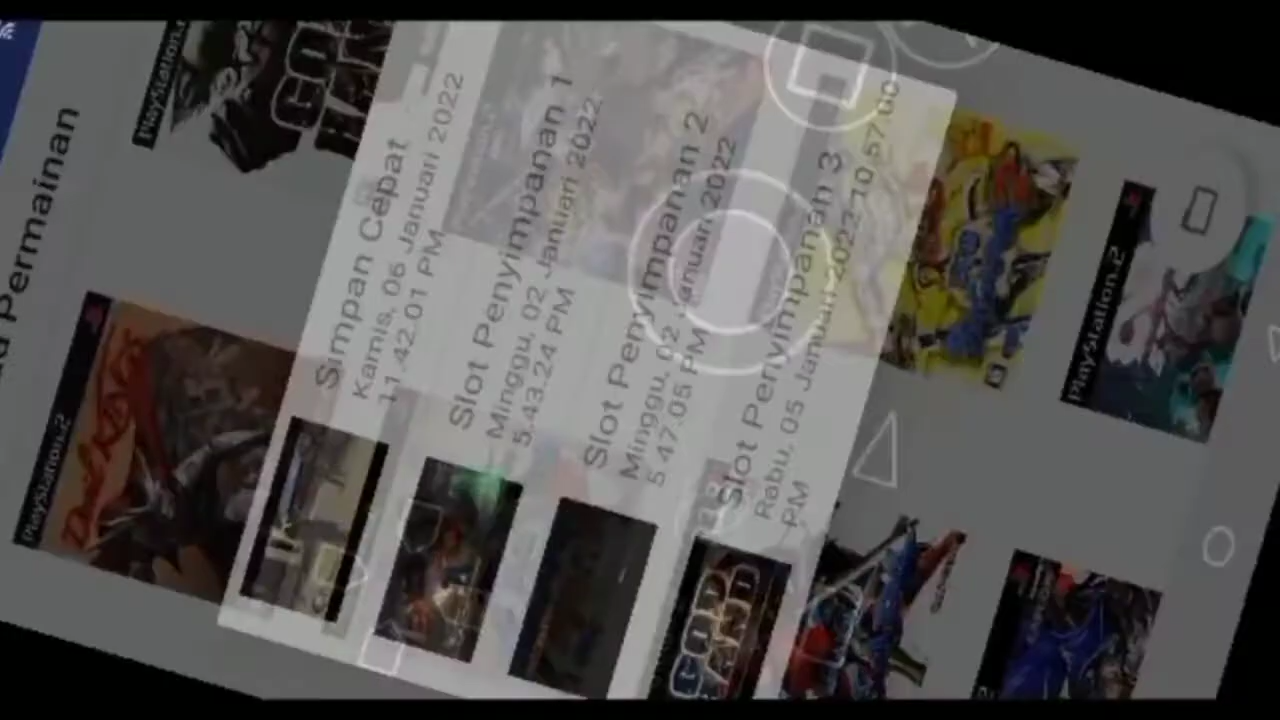 Permainan
PlayStation.2
PlayStation.2
Simpan Cepat
Kamis, 06 Januari 2022
11.42.01 PM
Slot Penyimpanan 1
Minggu, 02 Januari 2022
5.43.24 PM
Slot Penyimpanan 2
Minggu, 02 Januari 2022
5.47.05 PM
Slot Penyimpanan 3
Rabu, 05 Januari 2022 10.57.00
PM
GOD
HAND
PlayStation.2